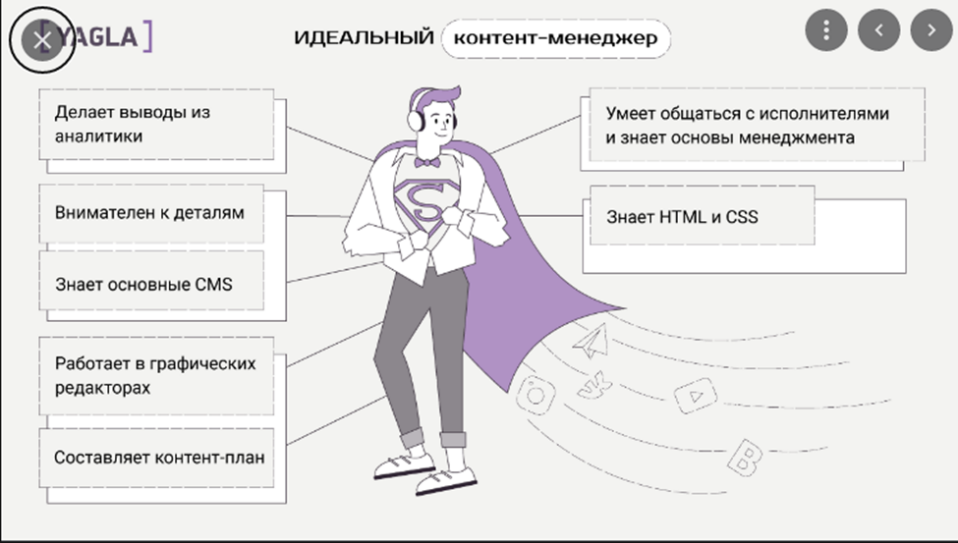 [YAGLA]
ИДЕАЛЬНЫЙ контент-менеджер
Делает выводы из
аналитики
Внимателен к деталям
Знает основные CMS
Работает в графических
редакторах
Составляет контент-план
Умеет общаться с исполнителями
и знает основы менеджмента
Знает HTML и CSS
S
B